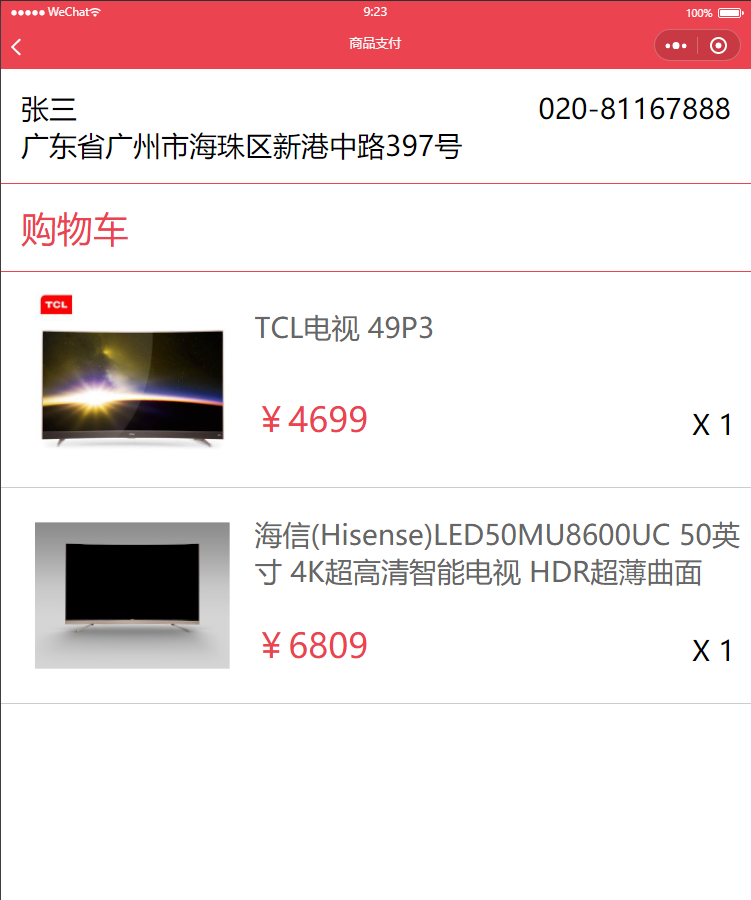 ●●●●● WeChat 9:23 100%
商品支付
张三 020-81167888
广东省广州市海珠区新港中路397号
购物车
TCL
TCL电视 49P3
￥4699 X 1
海信(Hisense)LED50MU8600UC 50英
寸 4K超高清智能电视 HDR超薄曲面
￥6809 X 1